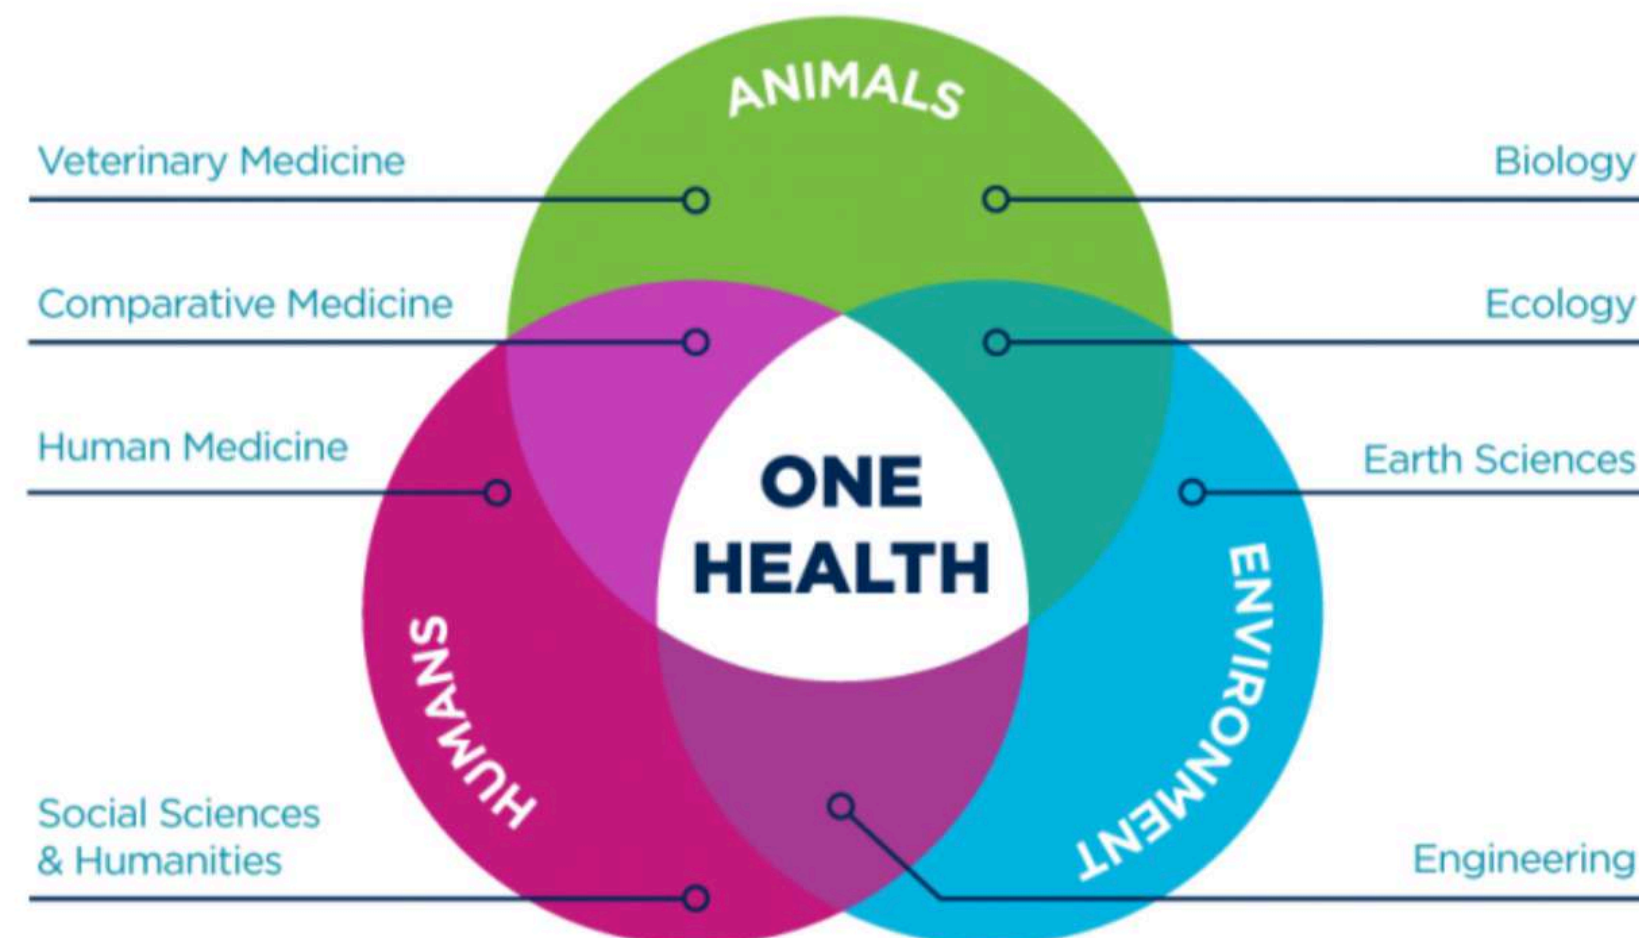 ANIMALS
Veterinary Medicine
Biology
Comparative Medicine
Ecology
Human Medicine
Earth Sciences
ONE
HEALTH
HUMANS
ENVIRONMENT
Social Sciences
& Humanities
Engineering